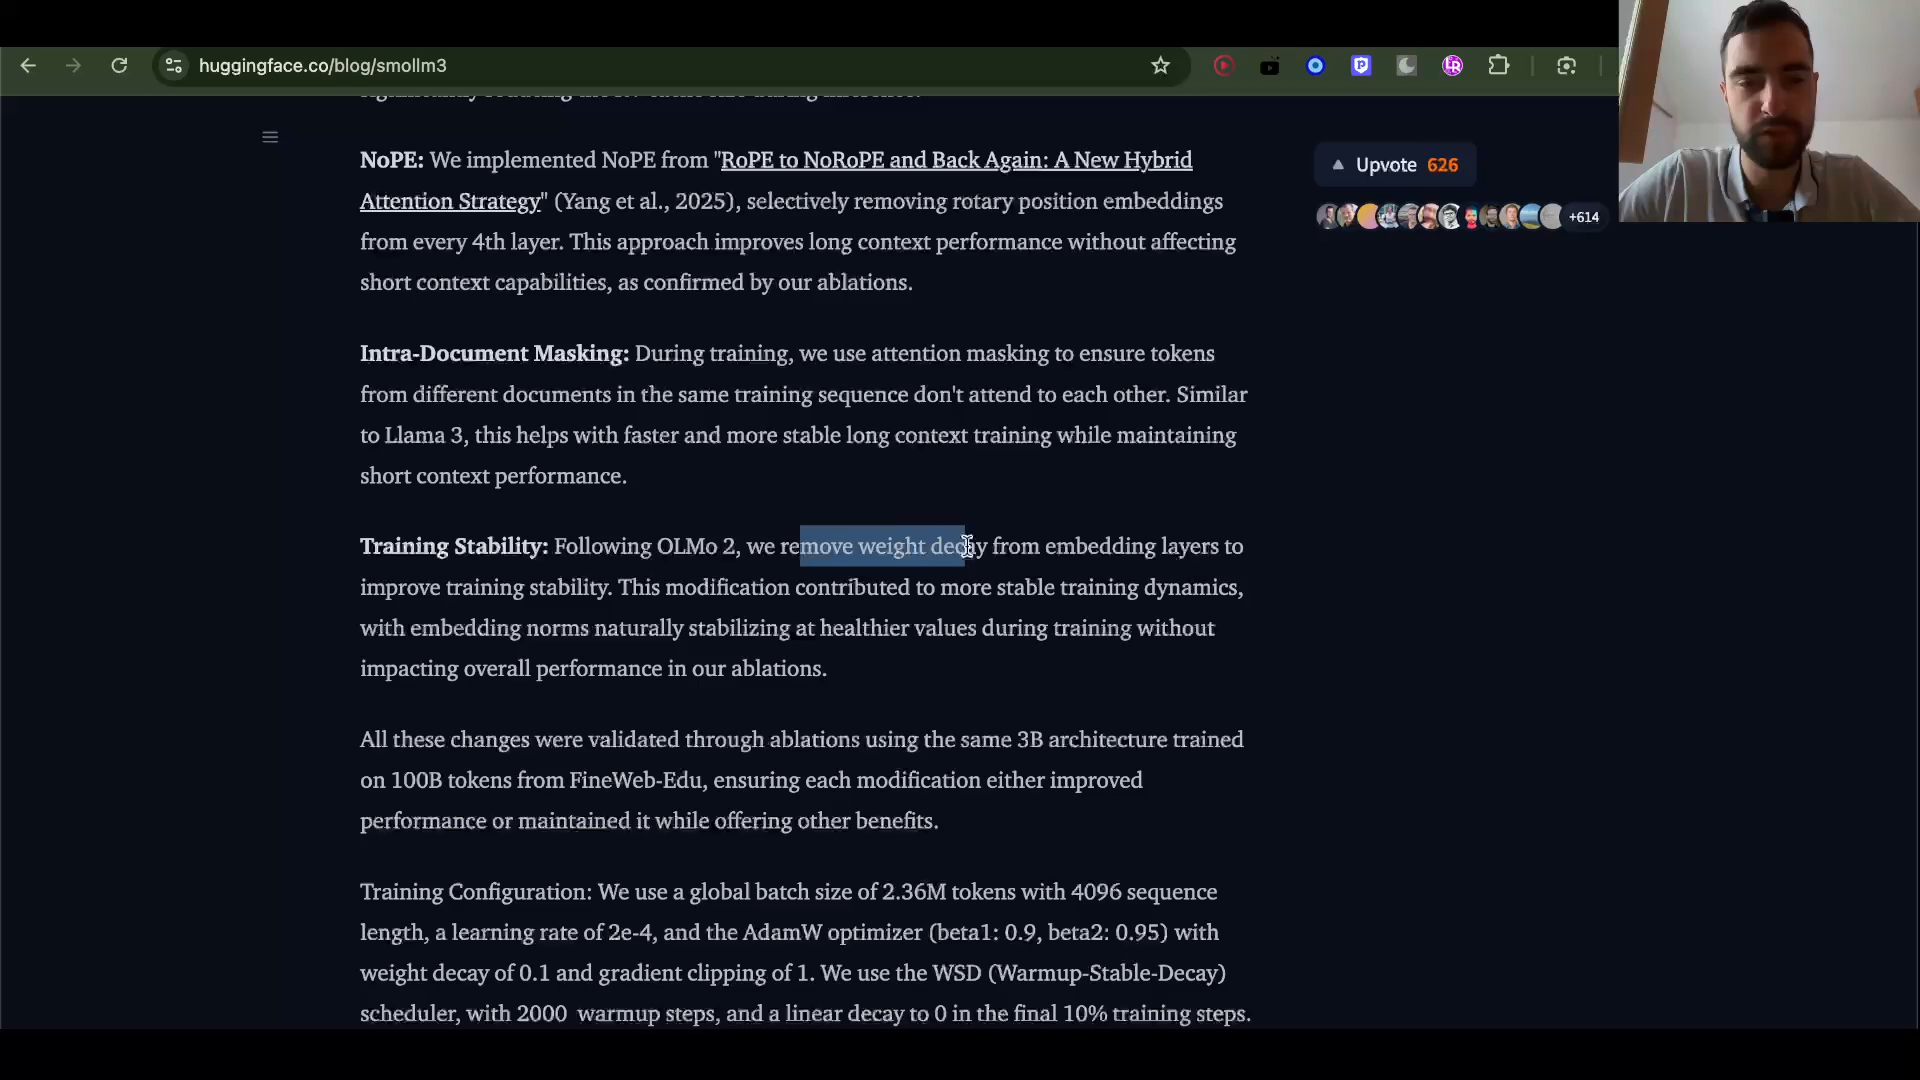 huggingface.co/blog/smollm3
NoPE: We implemented NoPE from "RoPE to NoRoPE and Back Again: A New Hybrid
Attention Strategy" (Yang et al., 2025), selectively removing rotary position embeddings
from every 4th layer. This approach improves long context performance without affecting
short context capabilities, as confirmed by our ablations.
Upvote 626
+614
Intra-Document Masking: During training, we use attention masking to ensure tokens
from different documents in the same training sequence don't attend to each other. Similar
to Llama 3, this helps with faster and more stable long context training while maintaining
short context performance.
Training Stability: Following OLMo 2, we remove weight decay from embedding layers to
improve training stability. This modification contributed to more stable training dynamics,
with embedding norms naturally stabilizing at healthier values during training without
impacting overall performance in our ablations.
All these changes were validated through ablations using the same 3B architecture trained
on 100B tokens from FineWeb-Edu, ensuring each modification either improved
performance or maintained it while offering other benefits.
Training Configuration: We use a global batch size of 2.36M tokens with 4096 sequence
length, a learning rate of 2e-4, and the AdamW optimizer (beta1: 0.9, beta2: 0.95) with
weight decay of 0.1 and gradient clipping of 1. We use the WSD (Warmup-Stable-Decay)
scheduler, with 2000 warmup steps, and a linear decay to 0 in the final 10% training steps.